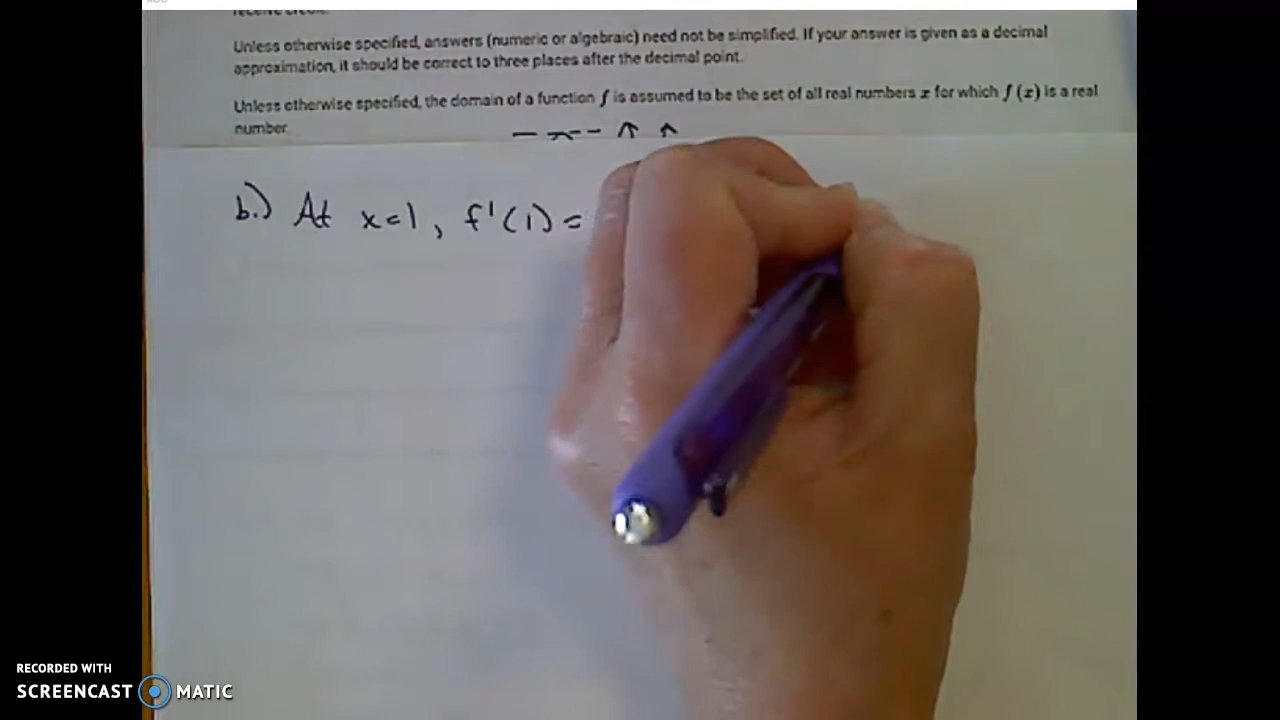 Unless otherwise specified, answers (numeric or algebraic) need not be simplified. If your answer is given as a decimal
approximation, it should be correct to three places after the decimal point.
Unless otherwise specified, the domain of a function f is assumed to be the set of all real numbers x for which f (x) is a real
number.
b.) At x=1, f'(1)=
RECORDED WITH
SCREENCAST MATIC